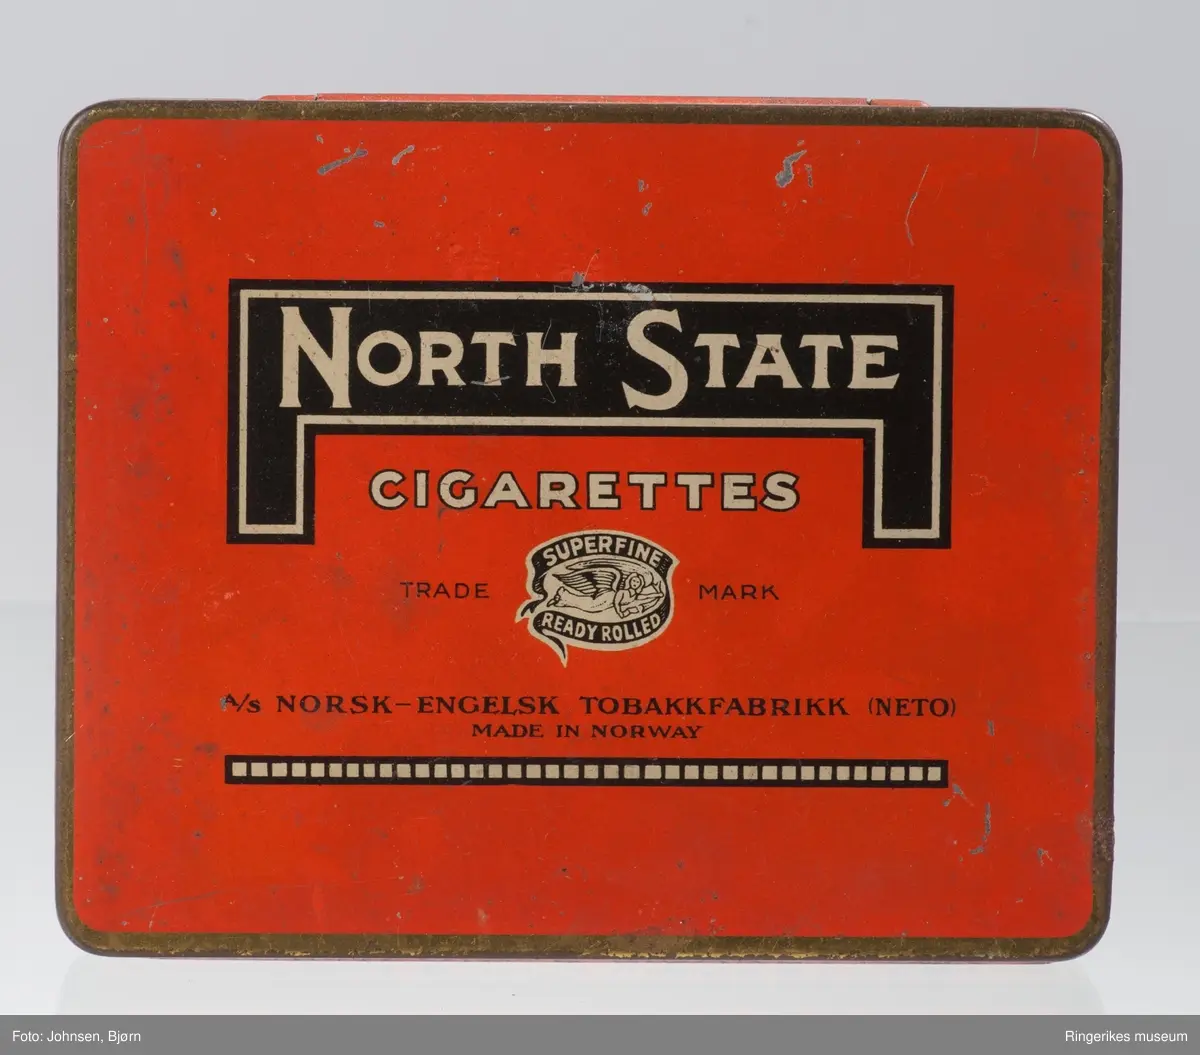 NORTH STATE
CIGARETTES
SUPERFINE
TRADE MARK
READY ROLLED
A/S NORSK-ENGELSK TOBAKKFABRIKK (NETO)
MADE IN NORWAY
Foto: Johnsen, Bjørn
Ringerikes museum